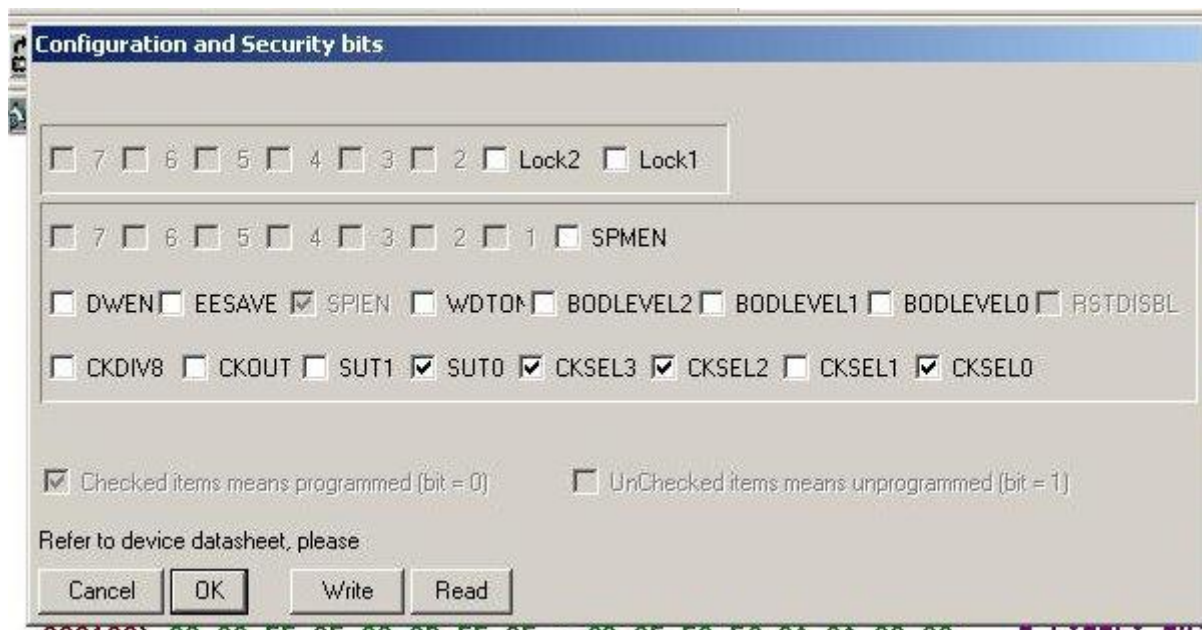 Configuration and Security bits
7 6 5 4 3 2 Lock2 Lock1
7 6 5 4 3 2 1 SPMEN
DWEN EESAVE SPIEN WDTON BODLEVEL2 BODLEVEL1 BODLEVEL0 RSTDISBL
CKDIV8 CKOUT SUT1 SUT0 CKSEL3 CKSEL2 CKSEL1 CKSEL0
Checked items means programmed (bit = 0) UnChecked items means unprogrammed (bit = 1)
Refer to device datasheet, please
Cancel OK Write Read